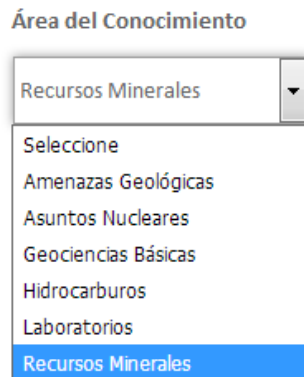 Área del Conocimiento
Recursos Minerales
Seleccione
Amenazas Geológicas
Asuntos Nucleares
Geociencias Básicas
Hidrocarburos
Laboratorios
Recursos Minerales